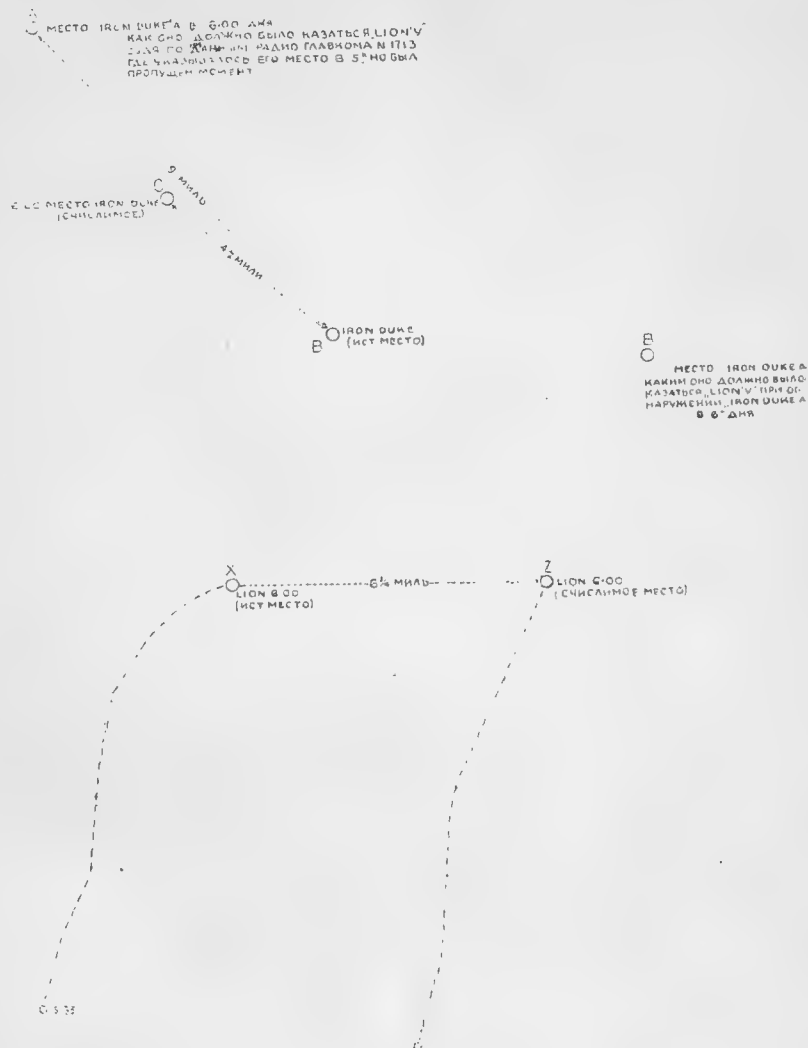 МЕСТО IRON DUKE'А В 6·00 ДНЯ
КАК ОНО ДОЛЖНО БЫЛО КАЗАТЬСЯ „LION'У"
ПО РАДИО ГЛАВКОМА N 1713
ЕГО МЕСТО В 5 НО БЫЛ
ПРОПУЩЕН МОМЕНТ
9 МИЛЬ
C
МЕСТО IRON DUKE
(СЧИСЛИМОЕ)
4½ МИЛИ
B
IRON DUKE
(ИСТ МЕСТО)
B
МЕСТО IRON DUKE А
КАКИМ ОНО ДОЛЖНО БЫЛО
КАЗАТЬСЯ „LION'У" ПРИ ОБ-
НАРУЖЕНИИ „IRON DUKE А
В 6 ДНЯ
X
LION 6 00
(ИСТ МЕСТО)
6¼ МИЛЬ
Z
LION 6·00
(СЧИСЛИМОЕ МЕСТО)